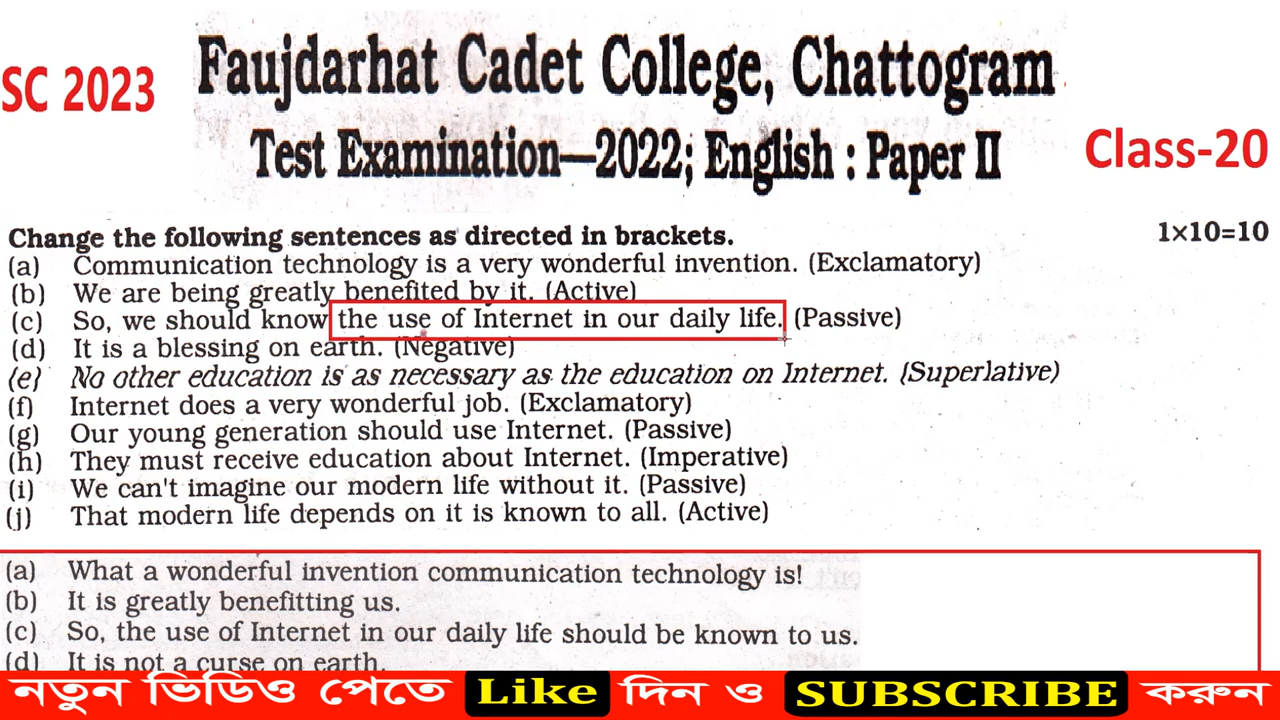 Faujdarhat Cadet College, Chattogram
SC 2023
Test Examination—2022; English : Paper II
Class-20
Change the following sentences as directed in brackets. 1×10=10
(a) Communication technology is a very wonderful invention. (Exclamatory)
(b) We are being greatly benefited by it. (Active)
(c) So, we should know the use of Internet in our daily life. (Passive)
(d) It is a blessing on earth. (Negative)
(e) No other education is as necessary as the education on Internet. (Superlative)
(f) Internet does a very wonderful job. (Exclamatory)
(g) Our young generation should use Internet. (Passive)
(h) They must receive education about Internet. (Imperative)
(i) We can't imagine our modern life without it. (Passive)
(j) That modern life depends on it is known to all. (Active)
(a) What a wonderful invention communication technology is!
(b) It is greatly benefitting us.
(c) So, the use of Internet in our daily life should be known to us.
(d) It is not a curse on earth.
নতুন ভিডিও পেতে Like দিন ও SUBSCRIBE করুন